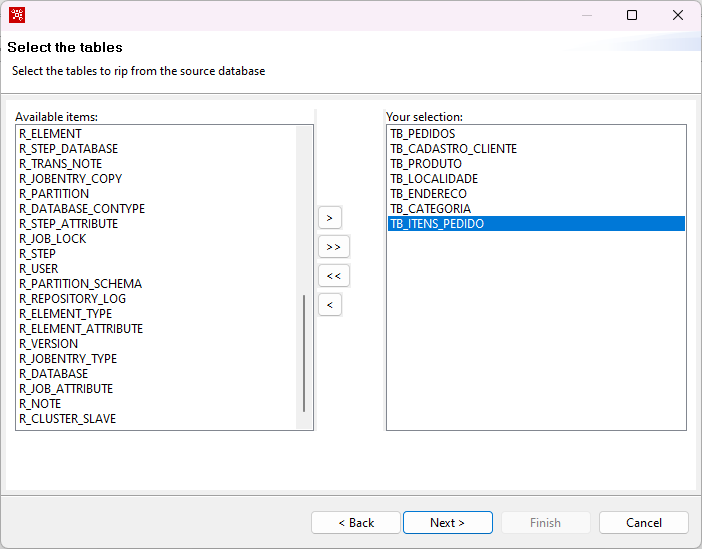 Select the tables
Select the tables to rip from the source database
Available items:
R_ELEMENT
R_STEP_DATABASE
R_TRANS_NOTE
R_JOBENTRY_COPY
R_PARTITION
R_DATABASE_CONTYPE
R_STEP_ATTRIBUTE
R_JOB_LOCK
R_STEP
R_USER
R_PARTITION_SCHEMA
R_REPOSITORY_LOG
R_ELEMENT_TYPE
R_ELEMENT_ATTRIBUTE
R_VERSION
R_JOBENTRY_TYPE
R_DATABASE
R_JOB_ATTRIBUTE
R_NOTE
R_CLUSTER_SLAVE
>
>>
<<
<
Your selection:
TB_PEDIDOS
TB_CADASTRO_CLIENTE
TB_PRODUTO
TB_LOCALIDADE
TB_ENDERECO
TB_CATEGORIA
TB_ITENS_PEDIDO
< Back
Next >
Finish
Cancel